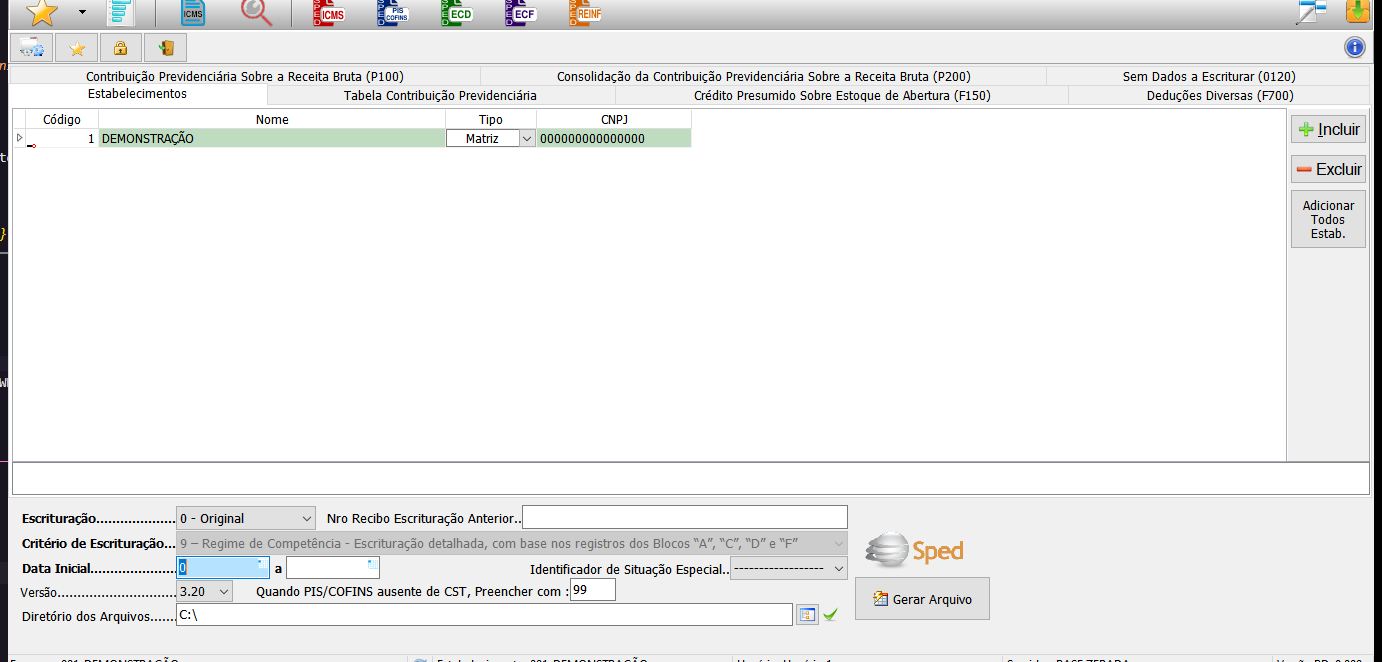 ICMS ICMS PIS COFINS ECD ECF REINF
Contribuição Previdenciária Sobre a Receita Bruta (P100) Consolidação da Contribuição Previdenciária Sobre a Receita Bruta (P200) Sem Dados a Escriturar (0120)
Estabelecimentos Tabela Contribuição Previdenciária Crédito Presumido Sobre Estoque de Abertura (F150) Deduções Diversas (F700)
Código Nome Tipo CNPJ
1 DEMONSTRAÇÃO Matriz 000000000000000
Incluir
Excluir
Adicionar
Todos
Estab.
Escrituração.................... 0 - Original Nro Recibo Escrituração Anterior..
Critério de Escrituração... 9 – Regime de Competência - Escrituração detalhada, com base nos registros dos Blocos “A”, “C”, “D” e “F”
Data Inicial..................... 0 a Identificador de Situação Especial.. ------------------
Versão............................ 3.20 Quando PIS/COFINS ausente de CST, Preencher com : 99
Diretório dos Arquivos....... C:\
Sped
Gerar Arquivo